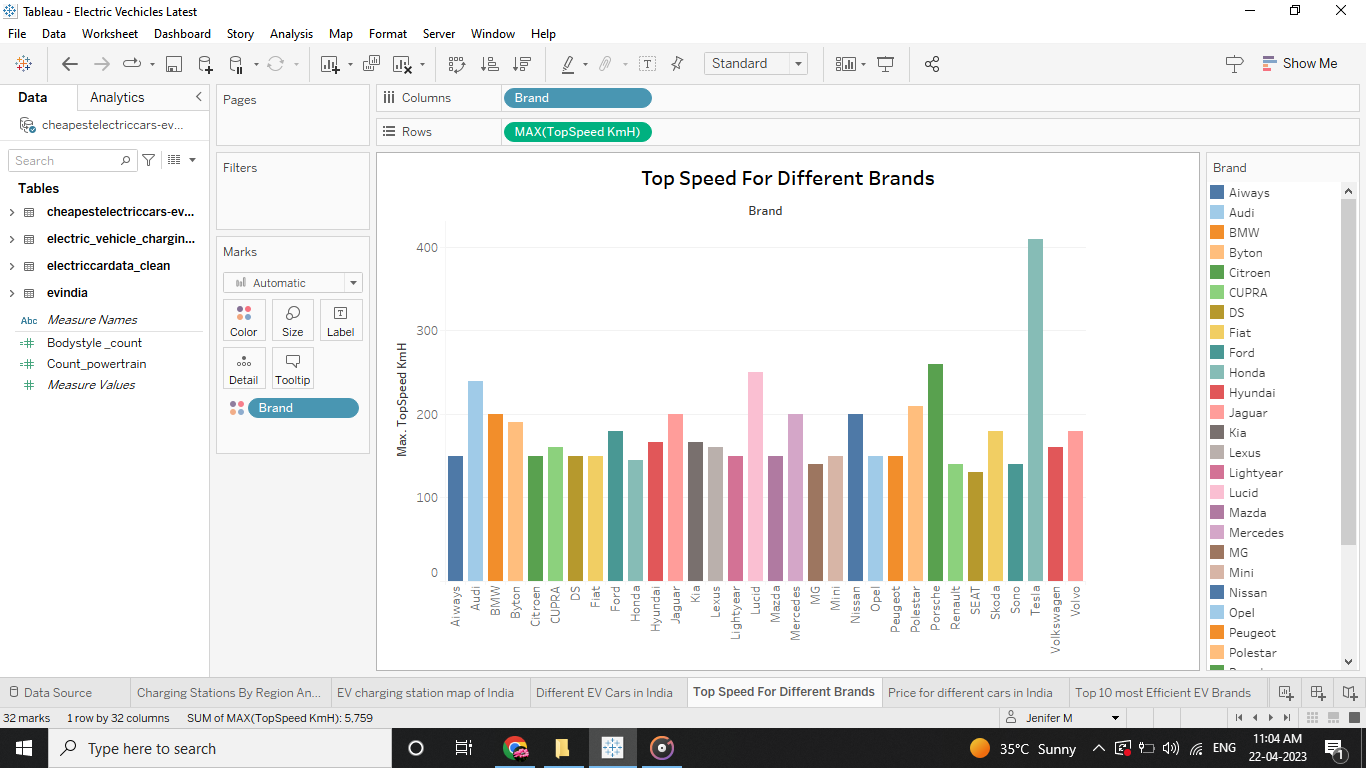 Tableau - Electric Vechicles Latest
File Data Worksheet Dashboard Story Analysis Map Format Server Window Help
Standard
Show Me
Data Analytics
cheapestelectriccars-ev...
Search
Tables
cheapestelectriccars-ev...
electric_vehicle_chargin...
electriccardata_clean
evindia
Abc Measure Names
Bodystyle _count
Count_powertrain
Measure Values
Pages
Filters
Marks
Automatic
Color Size Label
Detail Tooltip
Brand
Columns Brand
Rows MAX(TopSpeed KmH)
Top Speed For Different Brands
Brand
Max. TopSpeed KmH
400
300
200
100
0
Aiways Audi BMW Byton Citroen CUPRA DS Fiat Ford Honda Hyundai Jaguar Kia Lexus Lightyear Lucid Mazda Mercedes MG Mini Nissan Opel Peugeot Polestar Porsche Renault SEAT Skoda Sono Tesla Volkswagen Volvo
Brand
Aiways
Audi
BMW
Byton
Citroen
CUPRA
DS
Fiat
Ford
Honda
Hyundai
Jaguar
Kia
Lexus
Lightyear
Lucid
Mazda
Mercedes
MG
Mini
Nissan
Opel
Peugeot
Polestar
Data Source Charging Stations By Region An... EV charging station map of India Different EV Cars in India Top Speed For Different Brands Price for different cars in India Top 10 most Efficient EV Brands
32 marks 1 row by 32 columns SUM of MAX(TopSpeed KmH): 5,759 Jenifer M
Type here to search 35°C Sunny ENG 11:04 AM
22-04-2023 1